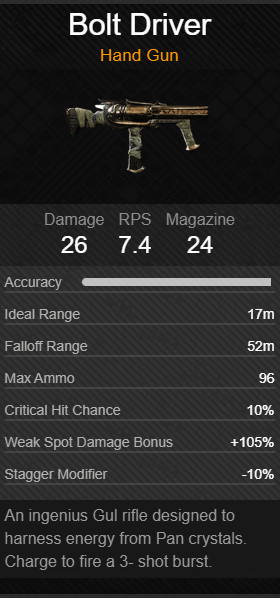 Bolt Driver
Hand Gun
Damage RPS Magazine
26 7.4 24
Accuracy
Ideal Range 17m
Falloff Range 52m
Max Ammo 96
Critical Hit Chance 10%
Weak Spot Damage Bonus +105%
Stagger Modifier -10%
An ingenius Gul rifle designed to
harness energy from Pan crystals.
Charge to fire a 3- shot burst.